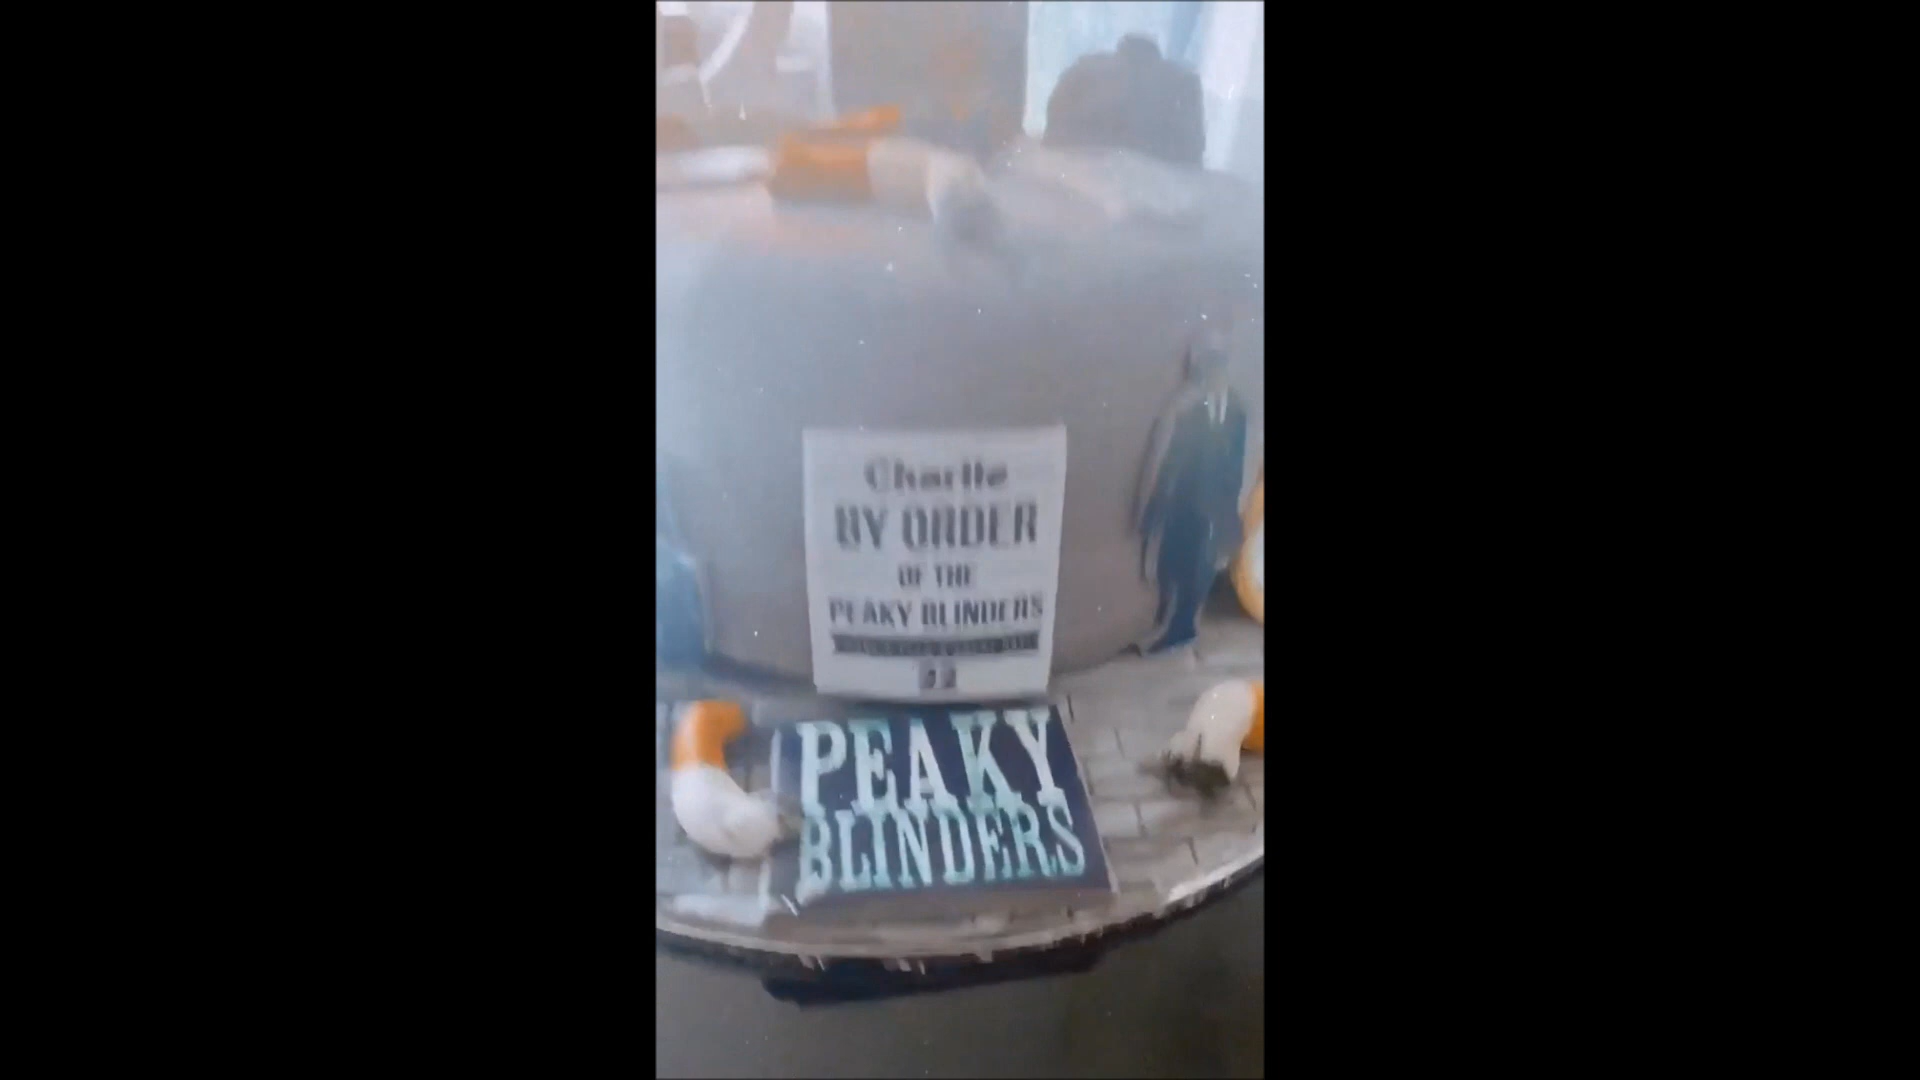 Charlie
BY ORDER
OF THE
PEAKY BLINDERS
PEAKY
BLINDERS